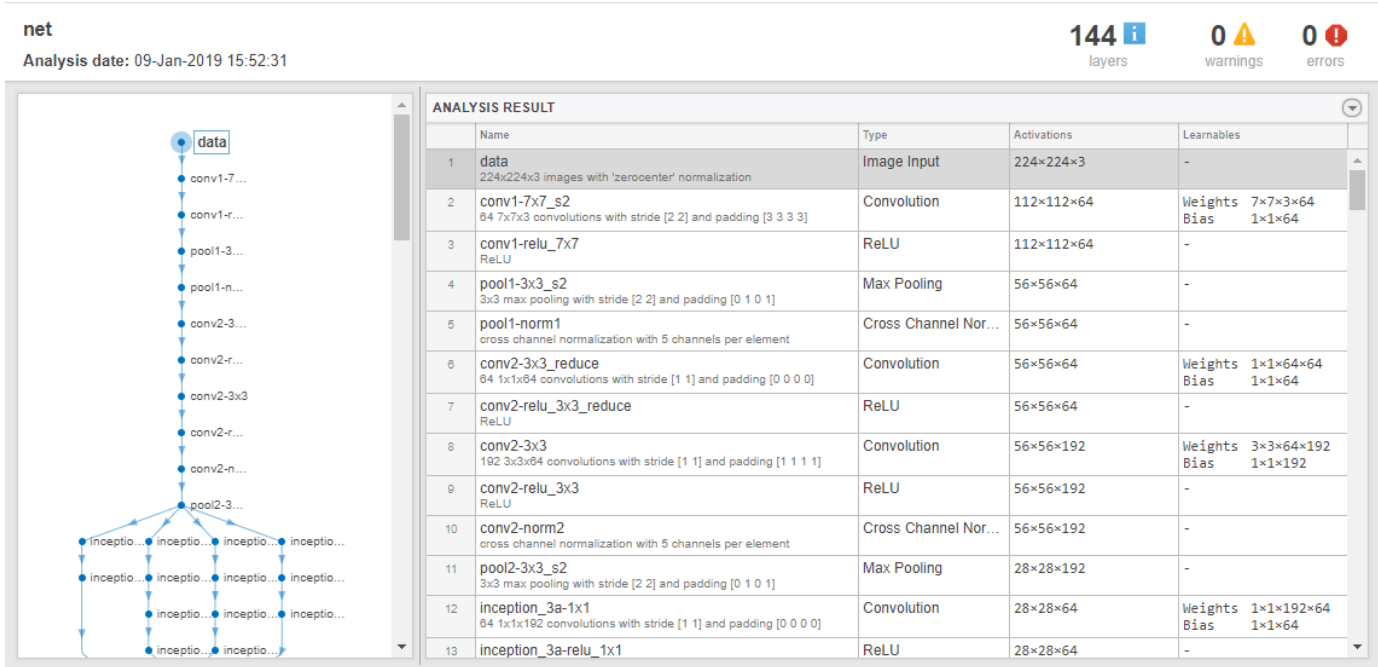 net
Analysis date: 09-Jan-2019 15:52:31
144 i
layers
0
warnings
0
errors
data
conv1-7...
conv1-r...
pool1-3...
pool1-n...
conv2-3...
conv2-r...
conv2-3x3
conv2-r...
conv2-n...
pool2-3...
inceptio... inceptio... inceptio... inceptio...
inceptio... inceptio... inceptio... inceptio...
inceptio... inceptio... inceptio...
inceptio... inceptio...
ANALYSIS RESULT
Name Type Activations Learnables
1 data Image Input 224×224×3 -
224x224x3 images with 'zerocenter' normalization
2 conv1-7x7_s2 Convolution 112×112×64 Weights 7×7×3×64
64 7x7x3 convolutions with stride [2 2] and padding [3 3 3 3] Bias 1×1×64
3 conv1-relu_7x7 ReLU 112×112×64 -
ReLU
4 pool1-3x3_s2 Max Pooling 56×56×64 -
3x3 max pooling with stride [2 2] and padding [0 1 0 1]
5 pool1-norm1 Cross Channel Nor... 56×56×64 -
cross channel normalization with 5 channels per element
6 conv2-3x3_reduce Convolution 56×56×64 Weights 1×1×64×64
64 1x1x64 convolutions with stride [1 1] and padding [0 0 0 0] Bias 1×1×64
7 conv2-relu_3x3_reduce ReLU 56×56×64 -
ReLU
8 conv2-3x3 Convolution 56×56×192 Weights 3×3×64×192
192 3x3x64 convolutions with stride [1 1] and padding [1 1 1 1] Bias 1×1×192
9 conv2-relu_3x3 ReLU 56×56×192 -
ReLU
10 conv2-norm2 Cross Channel Nor... 56×56×192 -
cross channel normalization with 5 channels per element
11 pool2-3x3_s2 Max Pooling 28×28×192 -
3x3 max pooling with stride [2 2] and padding [0 1 0 1]
12 inception_3a-1x1 Convolution 28×28×64 Weights 1×1×192×64
64 1x1x192 convolutions with stride [1 1] and padding [0 0 0 0] Bias 1×1×64
13 inception_3a-relu_1x1 ReLU 28×28×64 -